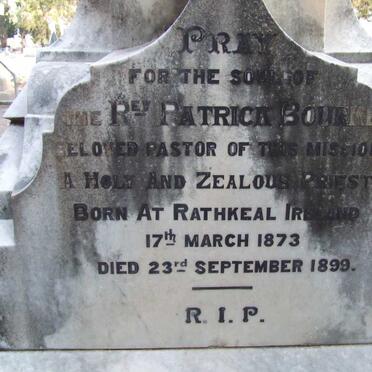 PRAY
FOR THE SOUL OF
THE REV PATRICK BOURKE
BELOVED PASTOR OF THIS MISSION
A HOLY AND ZEALOUS PRIEST
BORN AT RATHKEAL IRELAND
17th MARCH 1873
DIED 23rd SEPTEMBER 1899.
R. I. P.